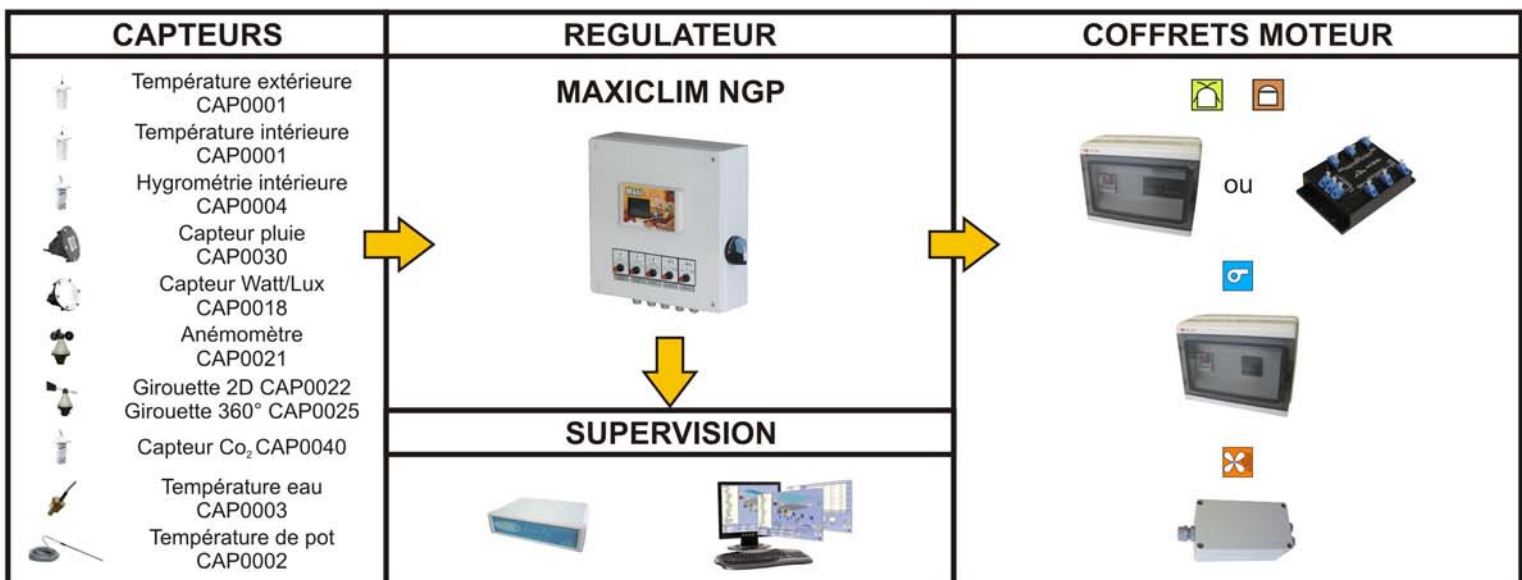 CAPTEURS
Température extérieure
CAP0001
Température intérieure
CAP0001
Hygrométrie intérieure
CAP0004
Capteur pluie
CAP0030
Capteur Watt/Lux
CAP0018
Anémomètre
CAP0021
Girouette 2D CAP0022
Girouette 360° CAP0025
Capteur Co₂ CAP0040
Température eau
CAP0003
Température de pot
CAP0002
REGULATEUR
MAXICLIM NGP
SUPERVISION
COFFRETS MOTEUR
ou